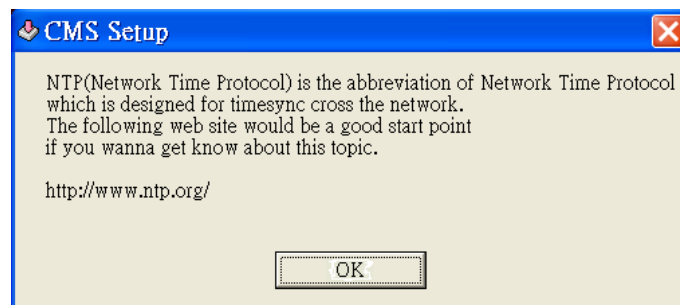 CMS Setup
NTP(Network Time Protocol) is the abbreviation of Network Time Protocol
which is designed for timesync cross the network.
The following web site would be a good start point
if you wanna get know about this topic.
http://www.ntp.org/
OK